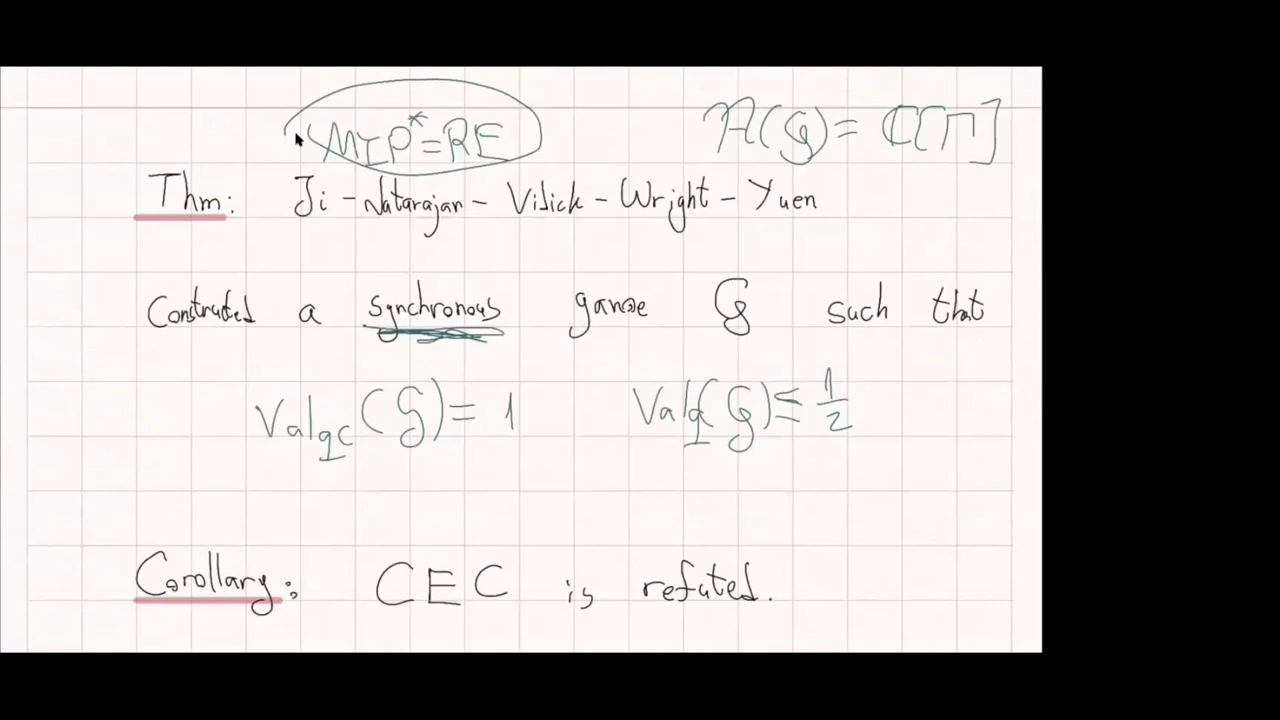 MIP*=RE
A(G) = ℂ[Γ]
Thm: Ji - Natarajan - Vidick - Wright - Yuen
Constructed a synchronous game G such that
Val_qc(G) = 1 Val_q(G) ≤ 1/2
Corollary: CEC is refuted.